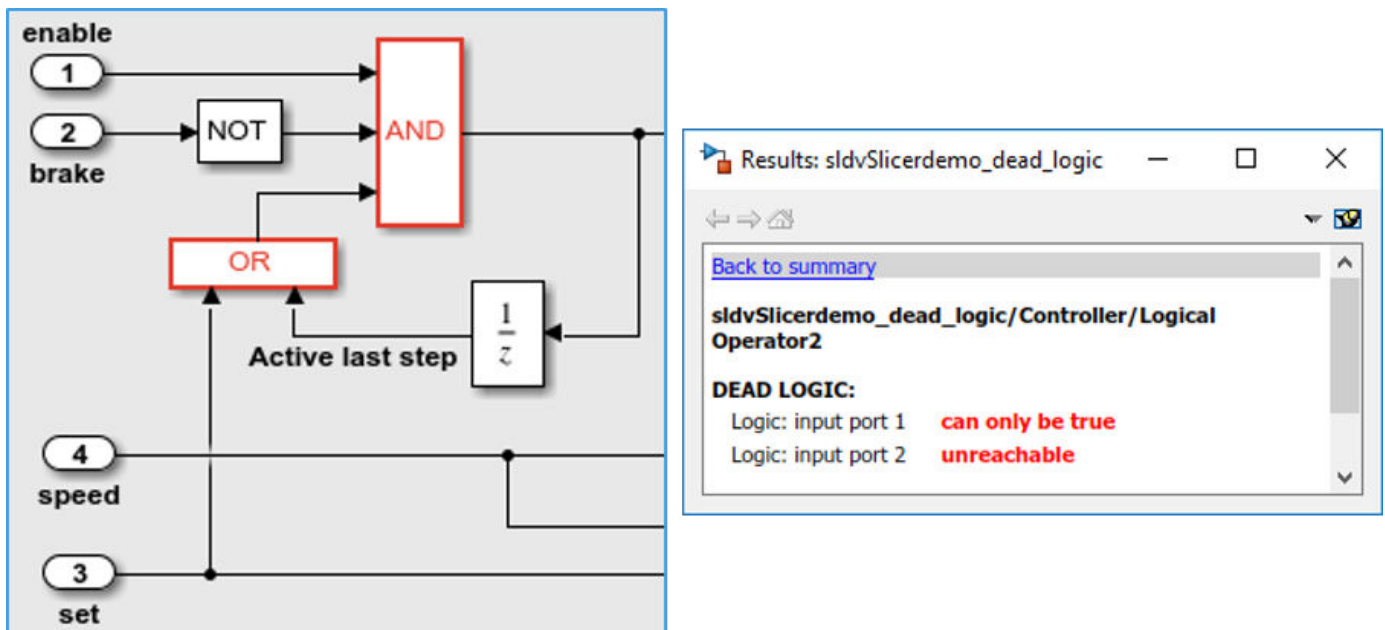 enable
1
2
brake
NOT
AND
OR
Active last step
1
z
4
speed
3
set
Results: sldvSlicerdemo_dead_logic
Back to summary
sldvSlicerdemo_dead_logic/Controller/Logical
Operator2
DEAD LOGIC:
Logic: input port 1 can only be true
Logic: input port 2 unreachable